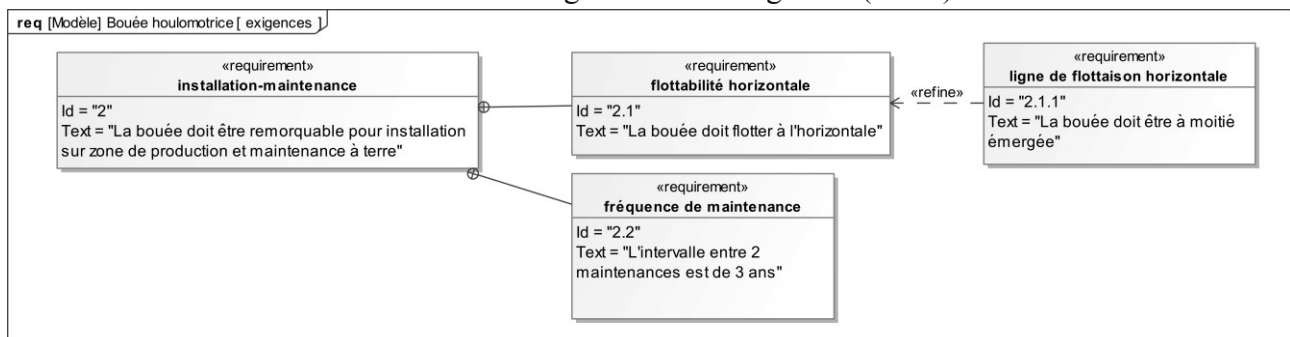 req [Modèle] Bouée houlomotrice [ exigences ]
«requirement»
installation-maintenance
Id = "2"
Text = "La bouée doit être remorquable pour installation
sur zone de production et maintenance à terre"
«requirement»
flottabilité horizontale
Id = "2.1"
Text = "La bouée doit flotter à l'horizontale"
«refine»
«requirement»
ligne de flottaison horizontale
Id = "2.1.1"
Text = "La bouée doit être à moitié
émergée"
«requirement»
fréquence de maintenance
Id = "2.2"
Text = "L'intervalle entre 2
maintenances est de 3 ans"